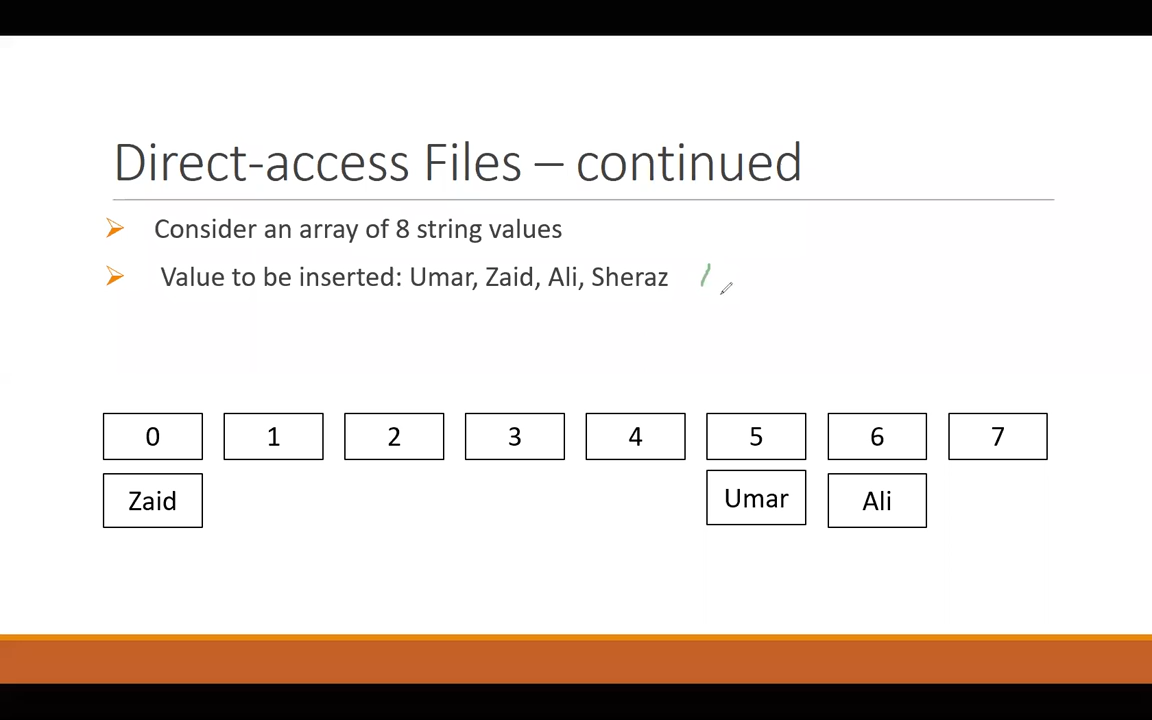 Direct-access Files – continued
Consider an array of 8 string values
Value to be inserted: Umar, Zaid, Ali, Sheraz
0 1 2 3 4 5 6 7
Zaid Umar Ali